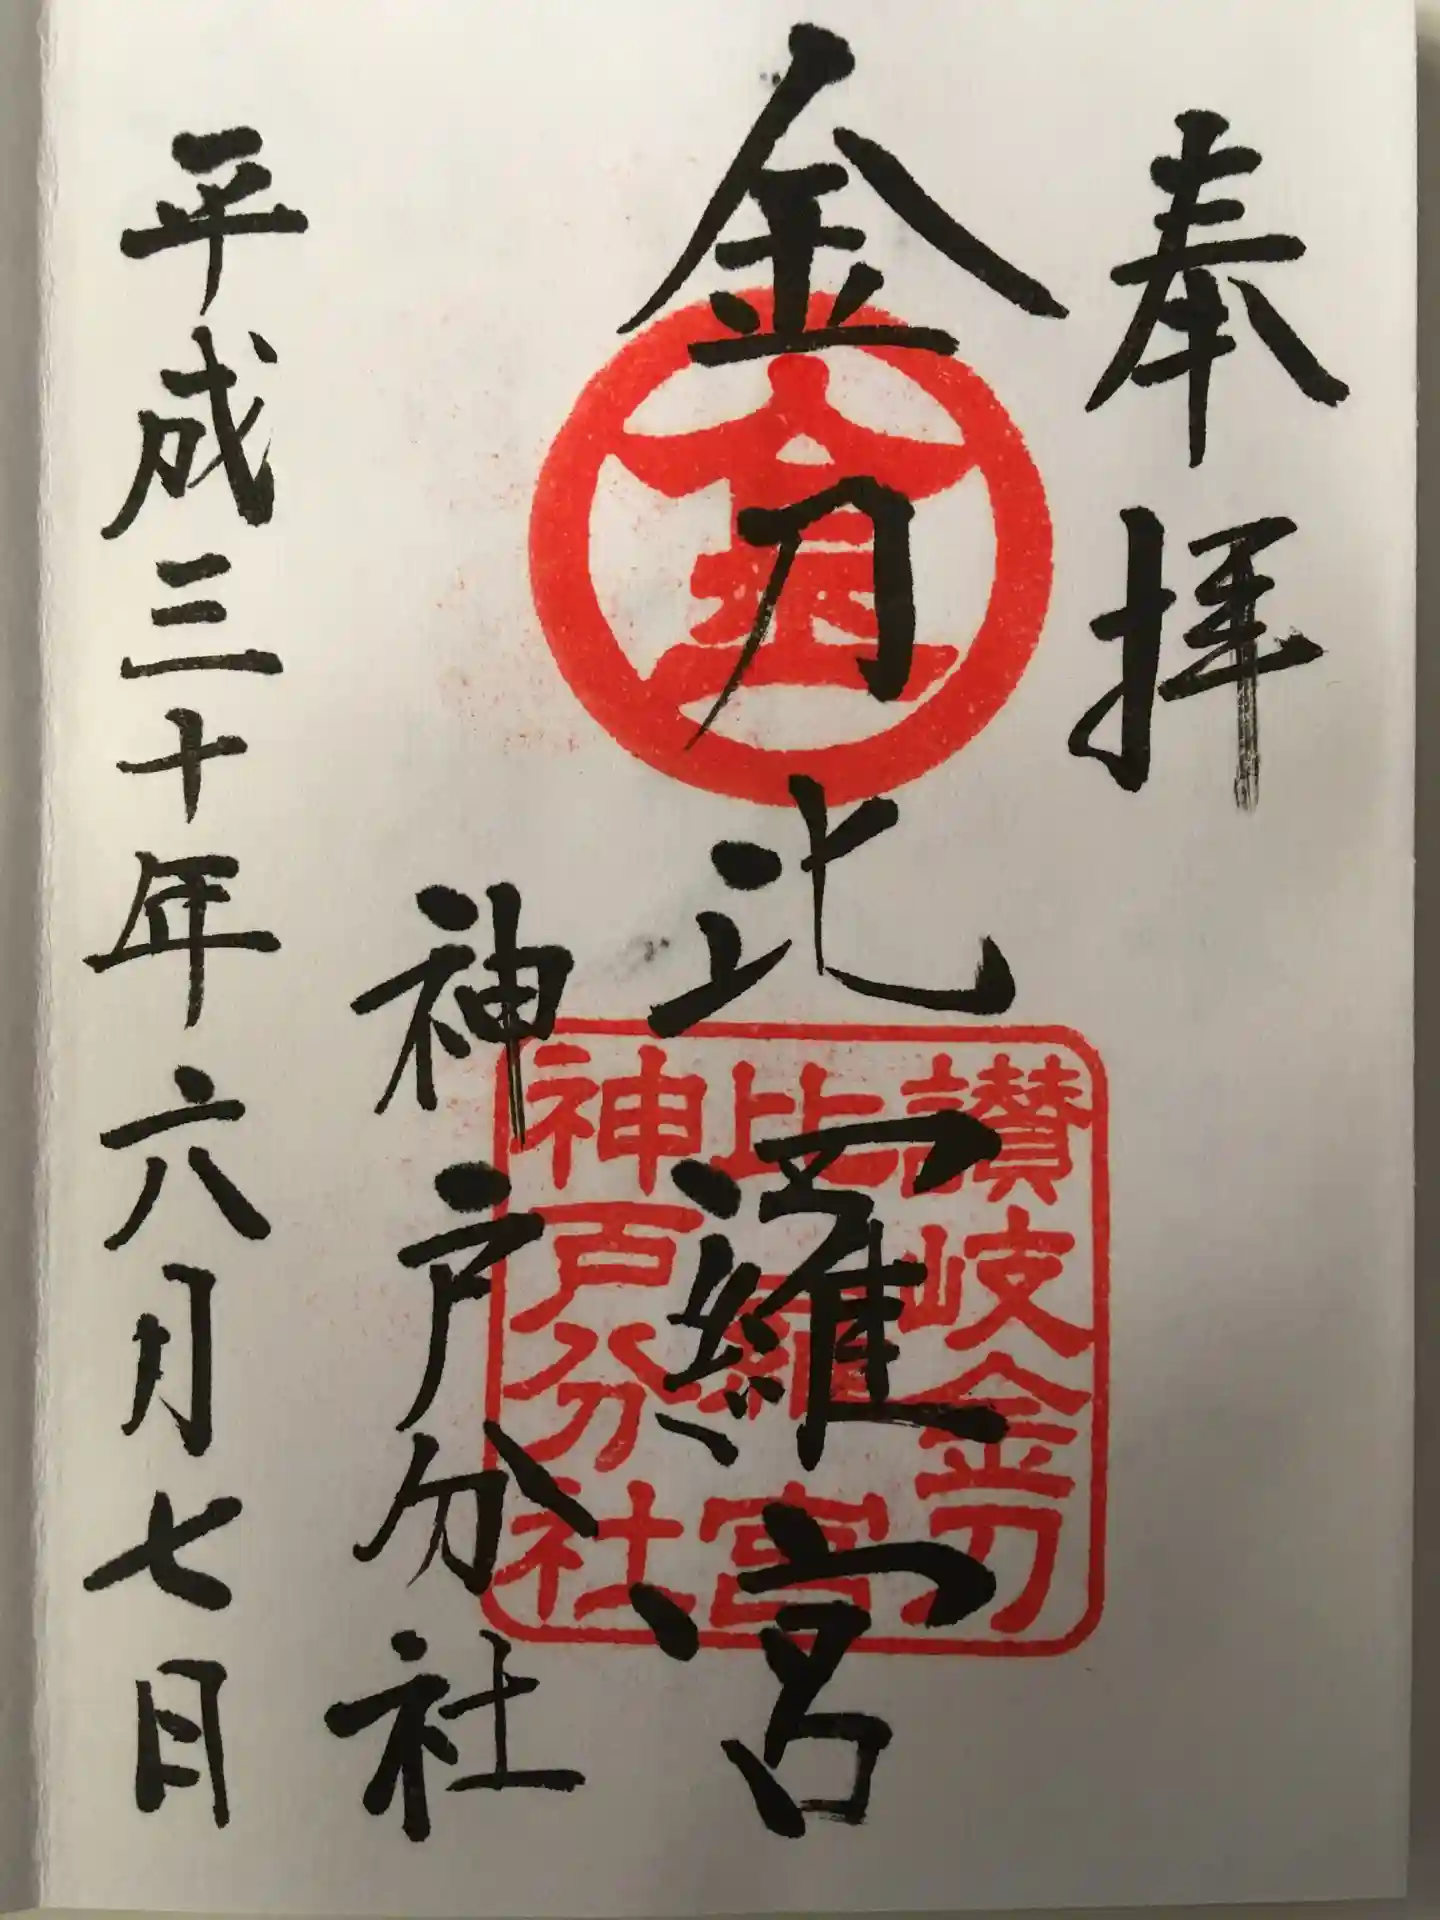 奉拝
金刀比羅宮
神戸分社
平成三十年六月七日
金
讃岐金刀
比羅宮
神戸分社